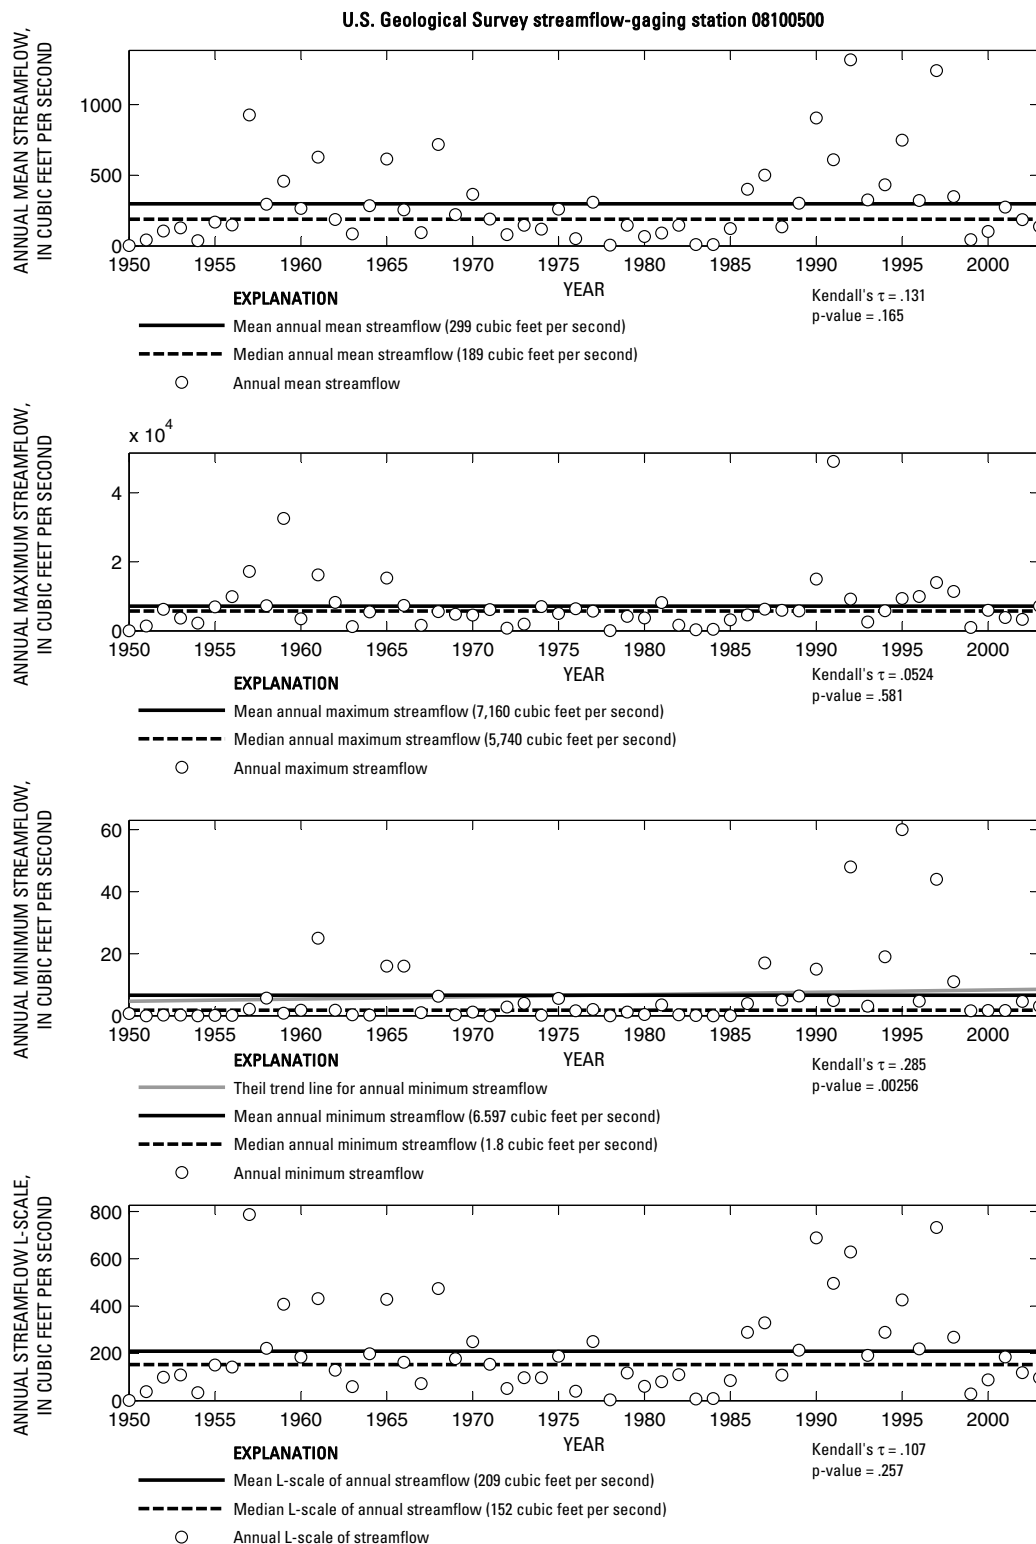 U.S. Geological Survey streamflow-gaging station 08100500
ANNUAL MEAN STREAMFLOW,
IN CUBIC FEET PER SECOND
1000
500
0
1950 1955 1960 1965 1970 1975 1980 1985 1990 1995 2000
YEAR
Kendall's τ = .131
p-value = .165
EXPLANATION
Mean annual mean streamflow (299 cubic feet per second)
Median annual mean streamflow (189 cubic feet per second)
Annual mean streamflow
ANNUAL MAXIMUM STREAMFLOW,
IN CUBIC FEET PER SECOND
x 10^4
4
2
0
1950 1955 1960 1965 1970 1975 1980 1985 1990 1995 2000
YEAR
Kendall's τ = .0524
p-value = .581
EXPLANATION
Mean annual maximum streamflow (7,160 cubic feet per second)
Median annual maximum streamflow (5,740 cubic feet per second)
Annual maximum streamflow
ANNUAL MINIMUM STREAMFLOW,
IN CUBIC FEET PER SECOND
60
40
20
0
1950 1955 1960 1965 1970 1975 1980 1985 1990 1995 2000
YEAR
Kendall's τ = .285
p-value = .00256
EXPLANATION
Theil trend line for annual minimum streamflow
Mean annual minimum streamflow (6.597 cubic feet per second)
Median annual minimum streamflow (1.8 cubic feet per second)
Annual minimum streamflow
ANNUAL STREAMFLOW L-SCALE,
IN CUBIC FEET PER SECOND
800
600
400
200
0
1950 1955 1960 1965 1970 1975 1980 1985 1990 1995 2000
YEAR
Kendall's τ = .107
p-value = .257
EXPLANATION
Mean L-scale of annual streamflow (209 cubic feet per second)
Median L-scale of annual streamflow (152 cubic feet per second)
Annual L-scale of streamflow